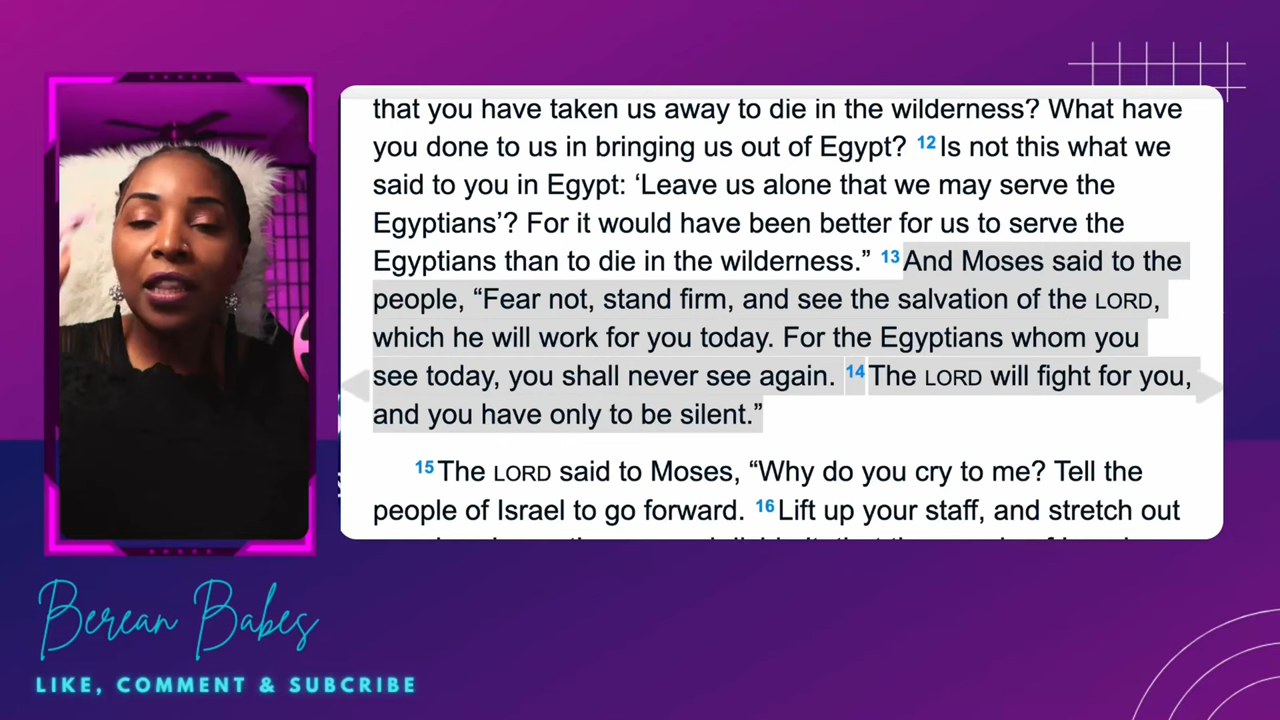 that you have taken us away to die in the wilderness? What have
you done to us in bringing us out of Egypt? 12 Is not this what we
said to you in Egypt: ‘Leave us alone that we may serve the
Egyptians’? For it would have been better for us to serve the
Egyptians than to die in the wilderness.” 13 And Moses said to the
people, “Fear not, stand firm, and see the salvation of the LORD,
which he will work for you today. For the Egyptians whom you
see today, you shall never see again. 14 The LORD will fight for you,
and you have only to be silent.”
15 The LORD said to Moses, “Why do you cry to me? Tell the
people of Israel to go forward. 16 Lift up your staff, and stretch out
Berean Babes
LIKE, COMMENT & SUBCRIBE